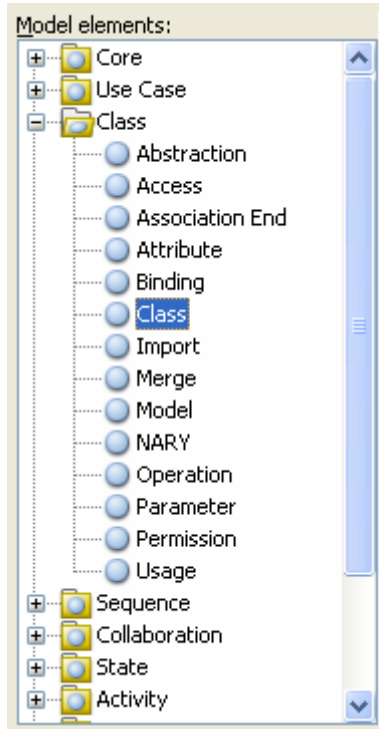 Model elements:
Core
Use Case
Class
Abstraction
Access
Association End
Attribute
Binding
Class
Import
Merge
Model
NARY
Operation
Parameter
Permission
Usage
Sequence
Collaboration
State
Activity